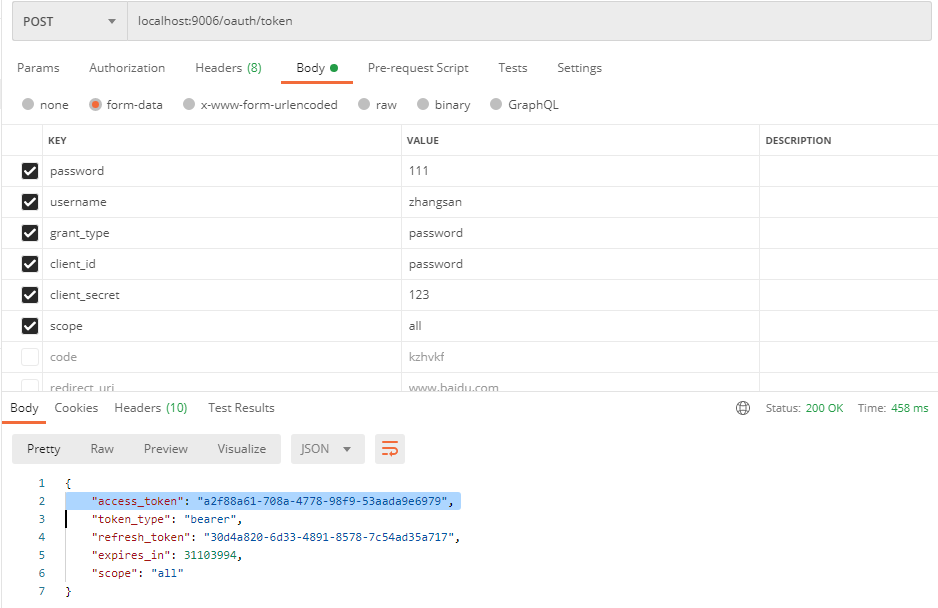 POST localhost:9006/oauth/token
Params Authorization Headers (8) Body Pre-request Script Tests Settings
none form-data x-www-form-urlencoded raw binary GraphQL
KEY VALUE DESCRIPTION
password 111
username zhangsan
grant_type password
client_id password
client_secret 123
scope all
code kzhvkf
redirect_uri www.baidu.com
Body Cookies Headers (10) Test Results Status: 200 OK Time: 458 ms
Pretty Raw Preview Visualize JSON
1 {
2 "access_token": "a2f88a61-708a-4778-98f9-53aada9e6979",
3 "token_type": "bearer",
4 "refresh_token": "30d4a820-6d33-4891-8578-7c54ad35a717",
5 "expires_in": 31103994,
6 "scope": "all"
7 }